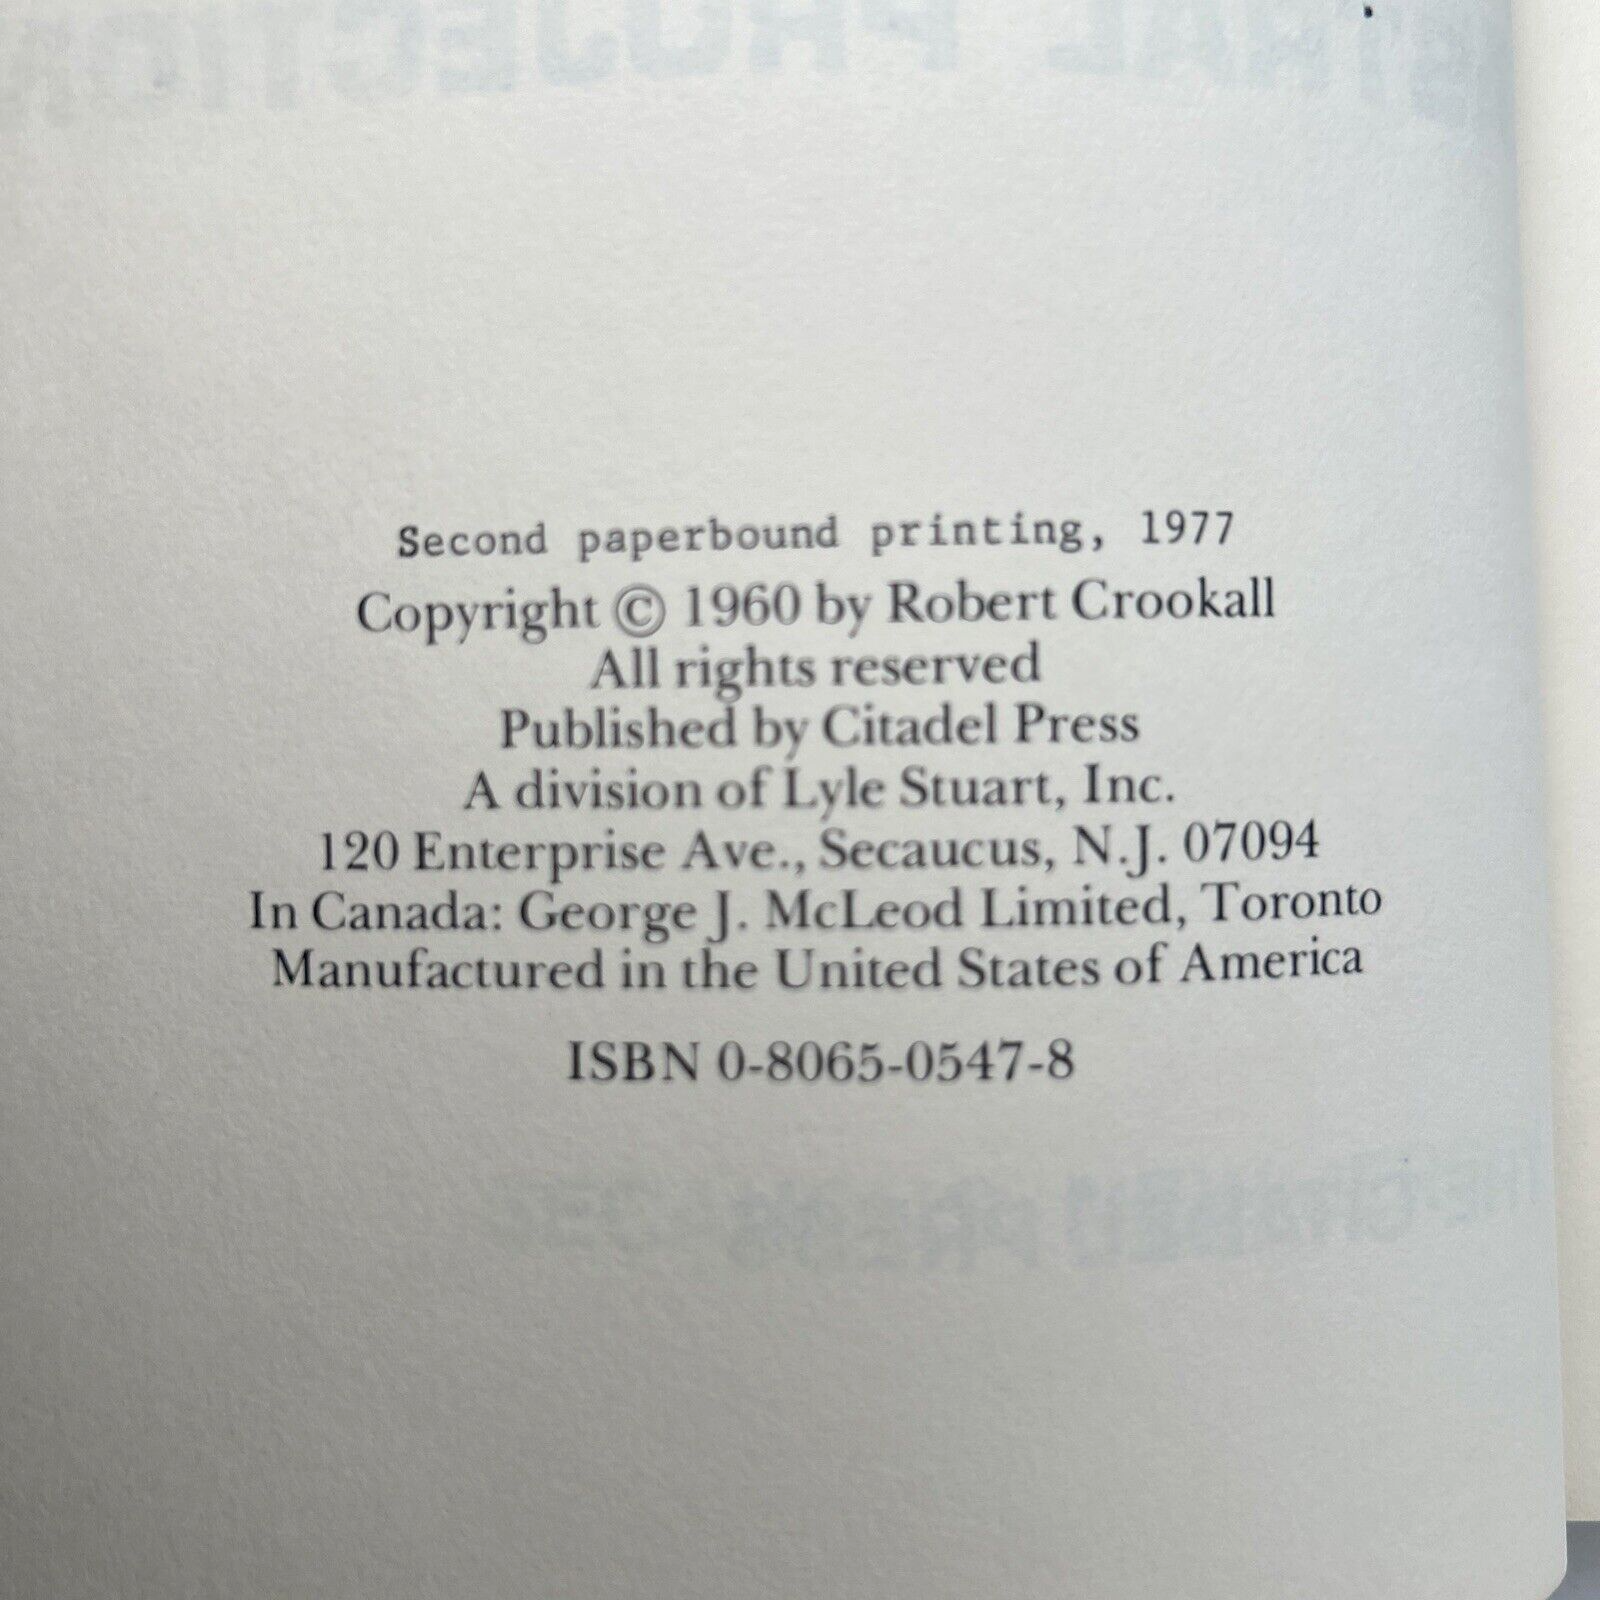 Second paperbound printing, 1977
Copyright © 1960 by Robert Crookall
All rights reserved
Published by Citadel Press
A division of Lyle Stuart, Inc.
120 Enterprise Ave., Secaucus, N.J. 07094
In Canada: George J. McLeod Limited, Toronto
Manufactured in the United States of America
ISBN 0-8065-0547-8